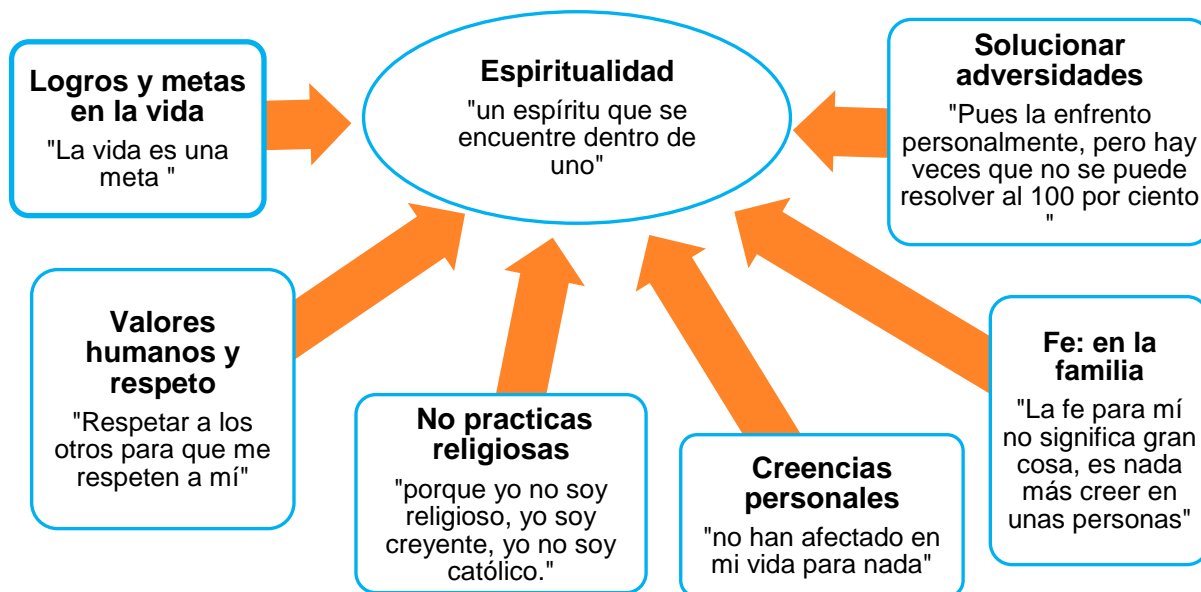 Logros y metas
en la vida
"La vida es una
meta "
Espiritualidad
"un espíritu que se
encuentre dentro de
uno"
Solucionar
adversidades
"Pues la enfrento
personalmente, pero hay
veces que no se puede
resolver al 100 por ciento
"
Valores
humanos y
respeto
"Respetar a los
otros para que me
respeten a mí"
No practicas
religiosas
"porque yo no soy
religioso, yo soy
creyente, yo no soy
católico."
Creencias
personales
"no han afectado en
mi vida para nada"
Fe: en la
familia
"La fe para mí
no significa gran
cosa, es nada
más creer en
unas personas"